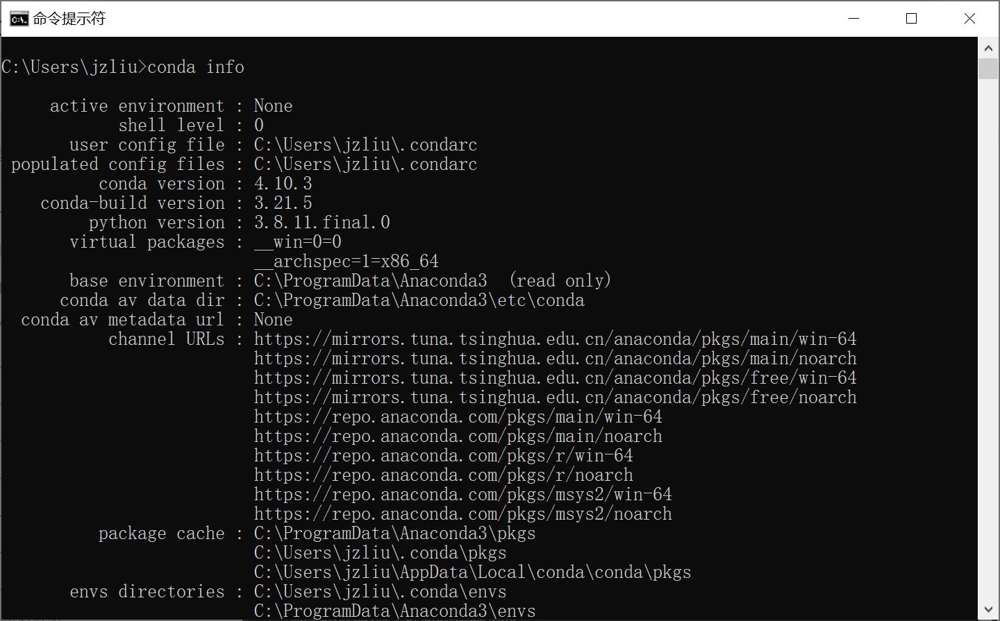 命令提示符
C:\Users\jzliu>conda info
active environment : None
shell level : 0
user config file : C:\Users\jzliu\.condarc
populated config files : C:\Users\jzliu\.condarc
conda version : 4.10.3
conda-build version : 3.21.5
python version : 3.8.11.final.0
virtual packages : __win=0=0
__archspec=1=x86_64
base environment : C:\ProgramData\Anaconda3  (read only)
conda av data dir : C:\ProgramData\Anaconda3\etc\conda
conda av metadata url : None
channel URLs : https://mirrors.tuna.tsinghua.edu.cn/anaconda/pkgs/main/win-64
https://mirrors.tuna.tsinghua.edu.cn/anaconda/pkgs/main/noarch
https://mirrors.tuna.tsinghua.edu.cn/anaconda/pkgs/free/win-64
https://mirrors.tuna.tsinghua.edu.cn/anaconda/pkgs/free/noarch
https://repo.anaconda.com/pkgs/main/win-64
https://repo.anaconda.com/pkgs/main/noarch
https://repo.anaconda.com/pkgs/r/win-64
https://repo.anaconda.com/pkgs/r/noarch
https://repo.anaconda.com/pkgs/msys2/win-64
https://repo.anaconda.com/pkgs/msys2/noarch
package cache : C:\ProgramData\Anaconda3\pkgs
C:\Users\jzliu\.conda\pkgs
C:\Users\jzliu\AppData\Local\conda\conda\pkgs
envs directories : C:\Users\jzliu\.conda\envs
C:\ProgramData\Anaconda3\envs